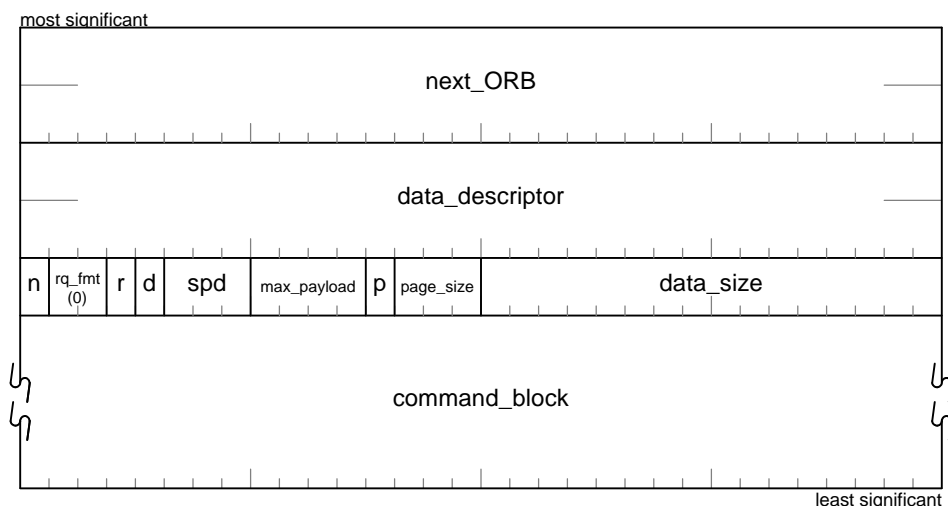 most significant
next_ORB
data_descriptor
n rq_fmt (0) r d spd max_payload p page_size data_size
command_block
least significant